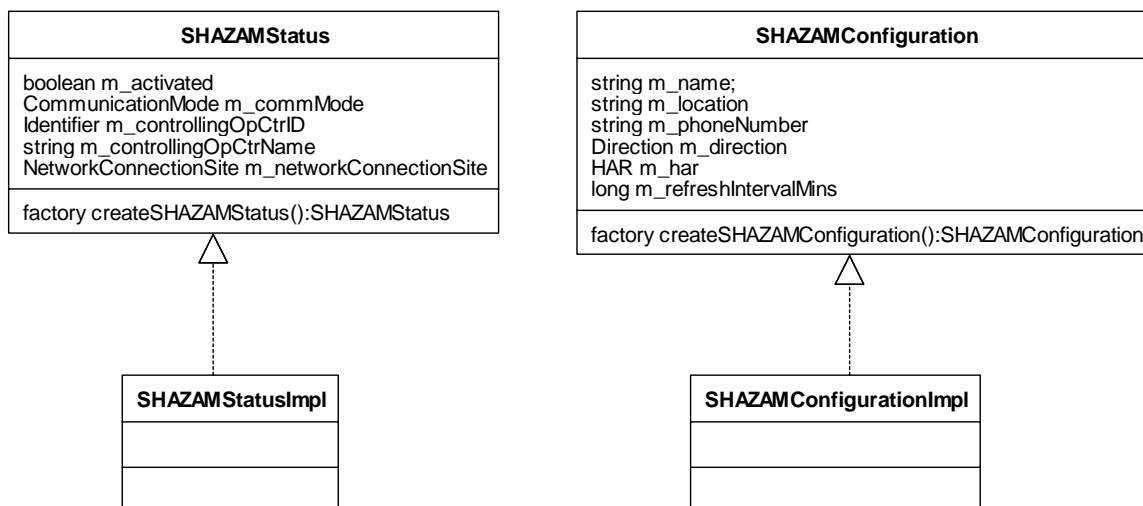 SHAZAMStatus
boolean m_activated
CommunicationMode m_commMode
Identifier m_controllingOpCtrID
string m_controllingOpCtrName
NetworkConnectionSite m_networkConnectionSite
factory createSHAZAMStatus():SHAZAMStatus
SHAZAMConfiguration
string m_name;
string m_location
string m_phoneNumber
Direction m_direction
HAR m_har
long m_refreshIntervalMins
factory createSHAZAMConfiguration():SHAZAMConfiguration
SHAZAMStatusImpl
SHAZAMConfigurationImpl